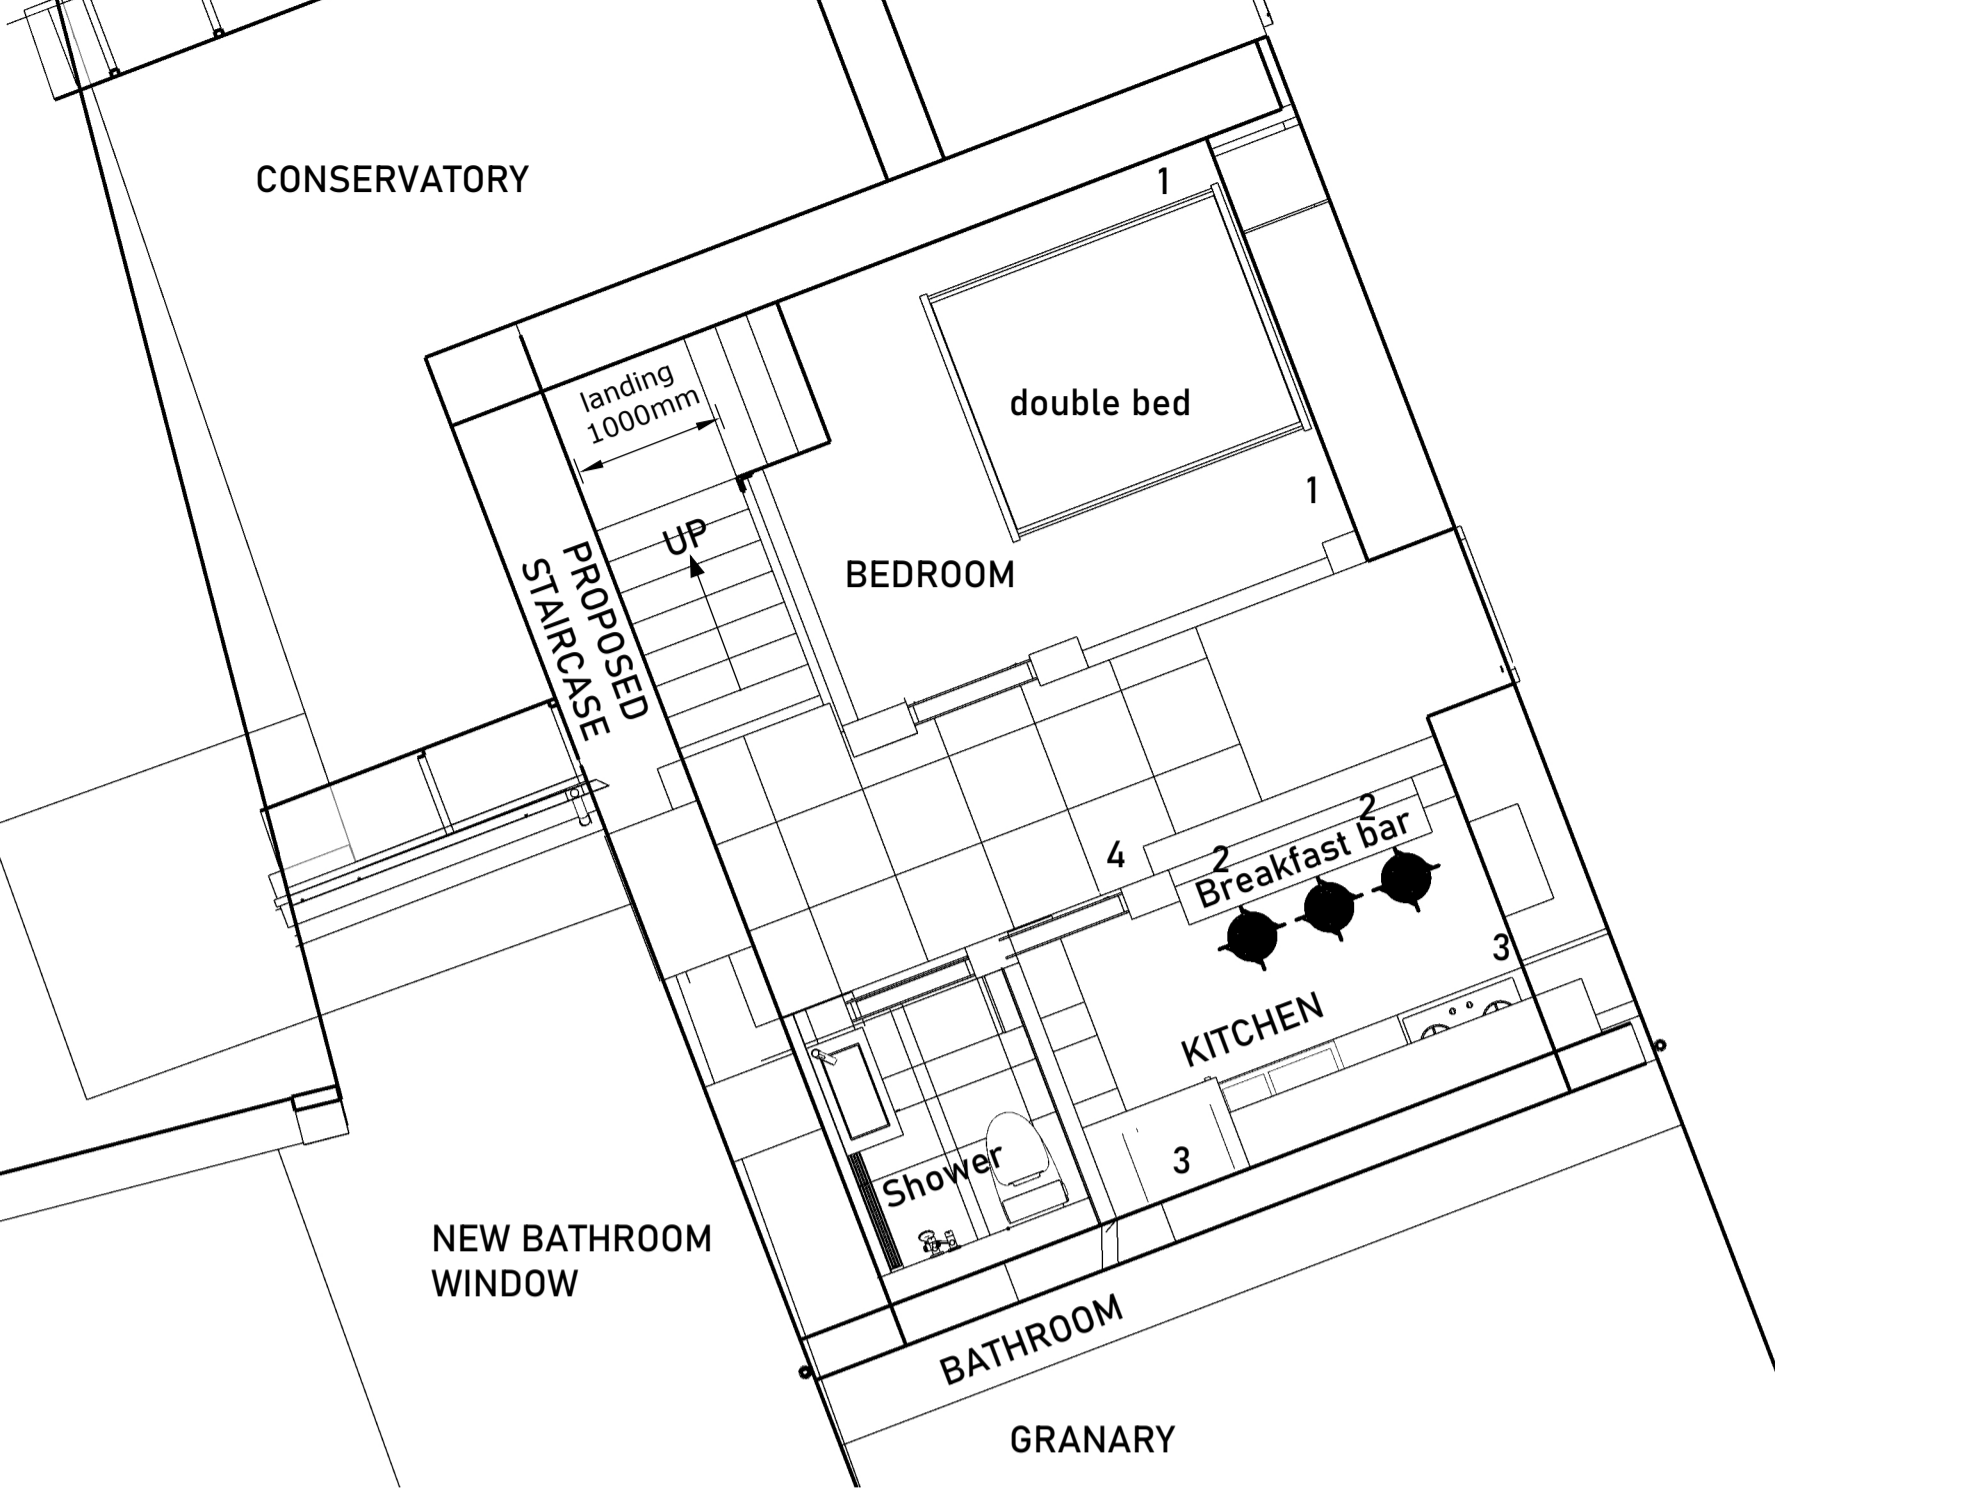 CONSERVATORY
1
landing
1000mm
double bed
1
UP
BEDROOM
PROPOSED
STAIRCASE
2
Breakfast bar
4
2
3
KITCHEN
3
Shower
NEW BATHROOM
WINDOW
BATHROOM
GRANARY